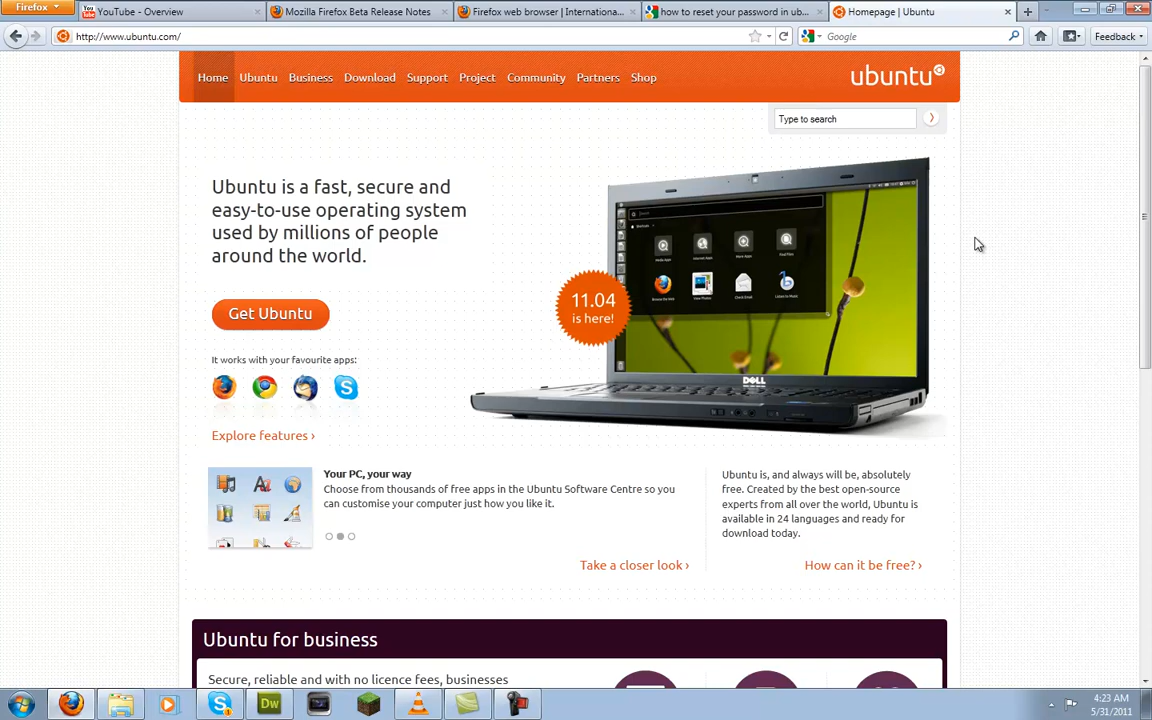 Firefox
YouTube - Overview
Mozilla Firefox Beta Release Notes
Firefox web browser | Internationa...
how to reset your password in ub...
Homepage | Ubuntu
http://www.ubuntu.com/
Google
Feedback
Home
Ubuntu
Business
Download
Support
Project
Community
Partners
Shop
ubuntu
Type to search
Ubuntu is a fast, secure and
easy-to-use operating system
used by millions of people
around the world.
11.04
is here!
Get Ubuntu
DELL
It works with your favourite apps:
Explore features ›
Your PC, your way
Choose from thousands of free apps in the Ubuntu Software Centre so you
can customise your computer just how you like it.
Take a closer look ›
Ubuntu is, and always will be, absolutely
free. Created by the best open-source
experts from all over the world, Ubuntu is
available in 24 languages and ready for
download today.
How can it be free? ›
Ubuntu for business
Secure, reliable and with no licence fees, businesses
Dw
4:23 AM
5/31/2011